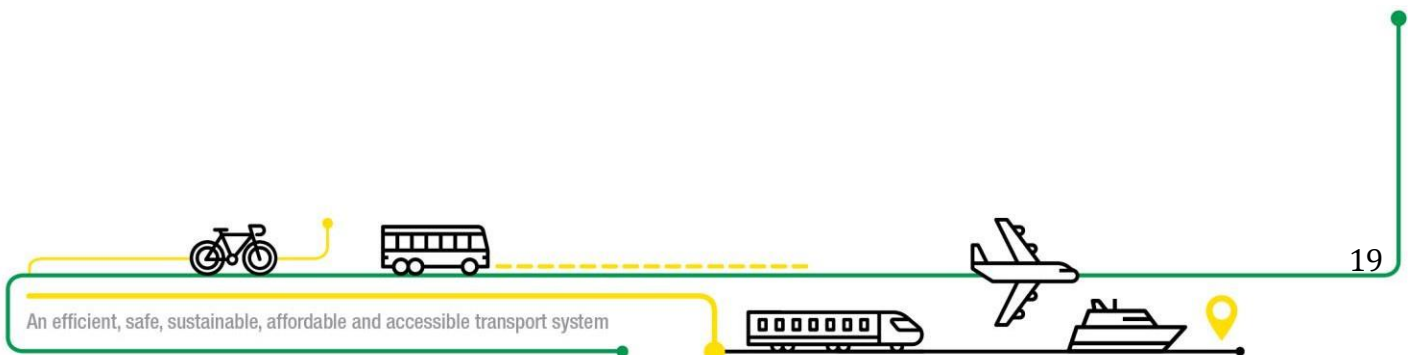 19
An efficient, safe, sustainable, affordable and accessible transport system